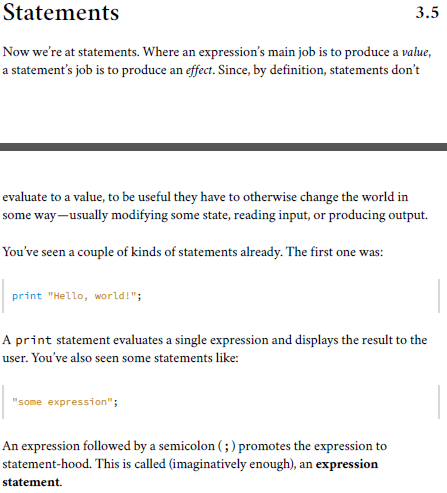 Statements 3.5
Now we're at statements. Where an expression's main job is to produce a value,
a statement's job is to produce an effect. Since, by definition, statements don't
evaluate to a value, to be useful they have to otherwise change the world in
some way—usually modifying some state, reading input, or producing output.
You've seen a couple of kinds of statements already. The first one was:
print "Hello, world!";
A print statement evaluates a single expression and displays the result to the
user. You've also seen some statements like:
"some expression";
An expression followed by a semicolon (;) promotes the expression to
statement-hood. This is called (imaginatively enough), an expression
statement.